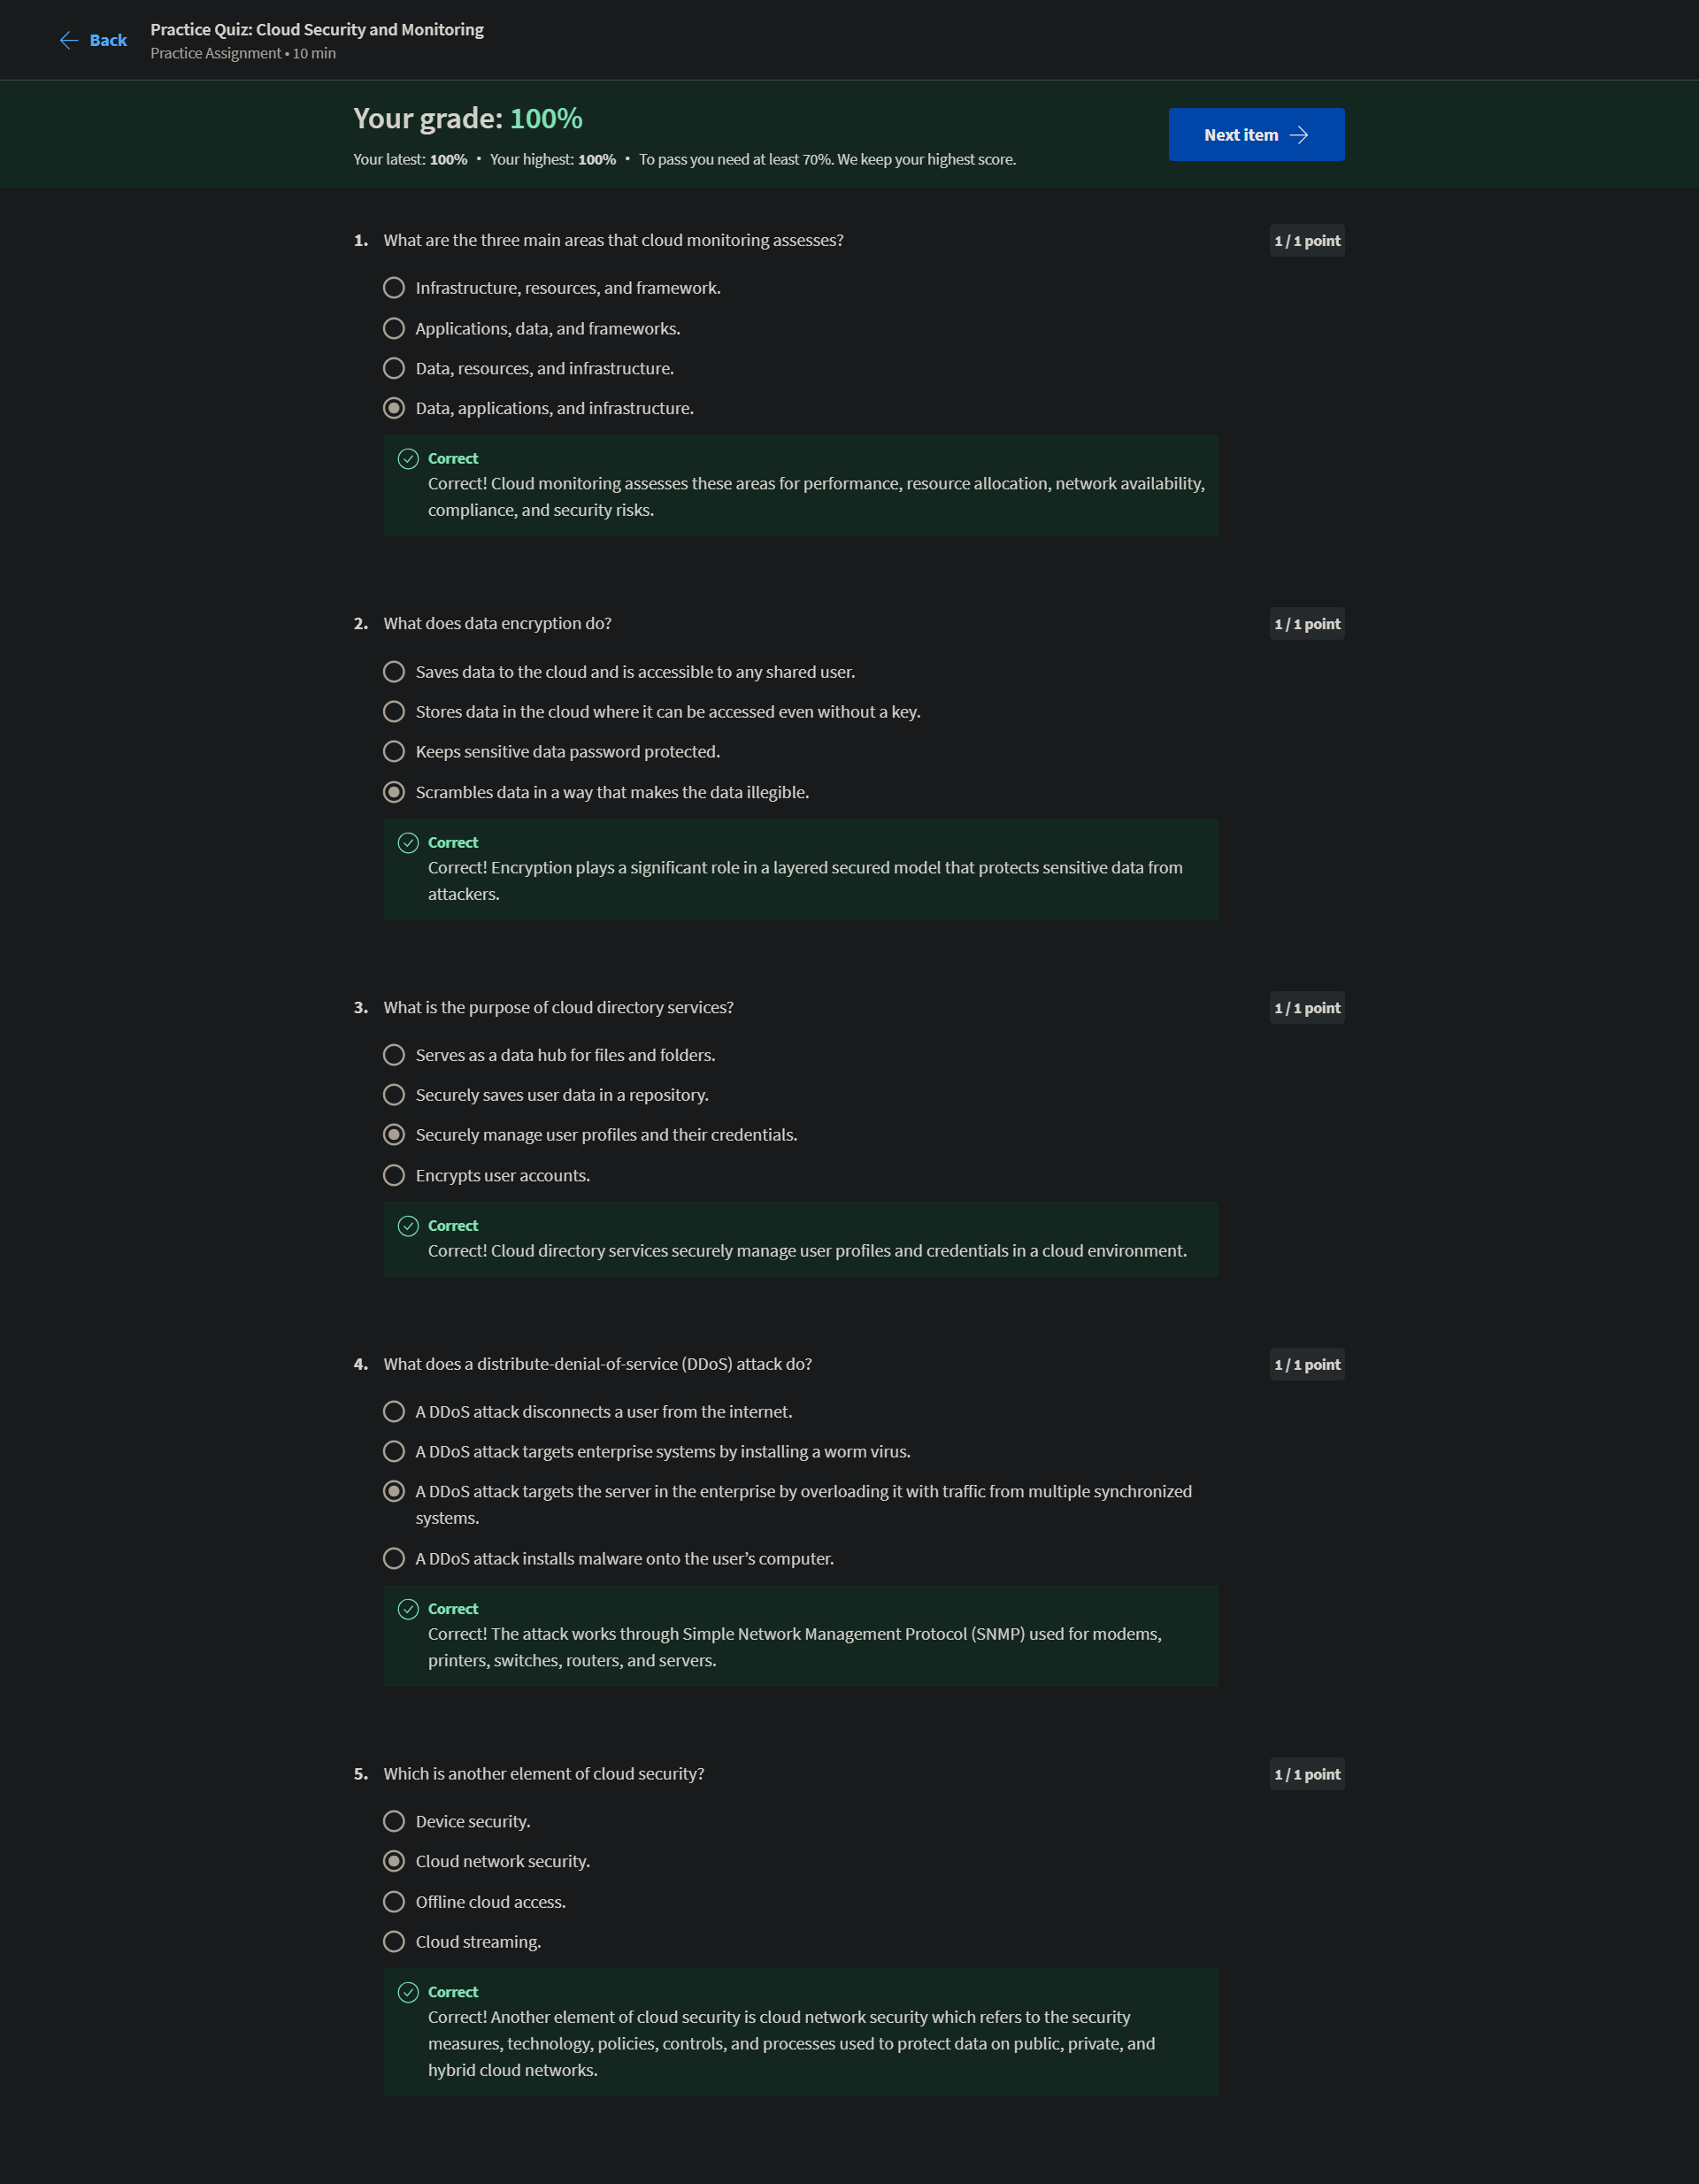 Back
Practice Quiz: Cloud Security and Monitoring
Practice Assignment • 10 min
Your grade: 100%
Your latest: 100% • Your highest: 100% • To pass you need at least 70%. We keep your highest score.
Next item
1. What are the three main areas that cloud monitoring assesses?
1 / 1 point
Infrastructure, resources, and framework.
Applications, data, and frameworks.
Data, resources, and infrastructure.
Data, applications, and infrastructure.
Correct
Correct! Cloud monitoring assesses these areas for performance, resource allocation, network availability,
compliance, and security risks.
2. What does data encryption do?
1 / 1 point
Saves data to the cloud and is accessible to any shared user.
Stores data in the cloud where it can be accessed even without a key.
Keeps sensitive data password protected.
Scrambles data in a way that makes the data illegible.
Correct
Correct! Encryption plays a significant role in a layered secured model that protects sensitive data from
attackers.
3. What is the purpose of cloud directory services?
1 / 1 point
Serves as a data hub for files and folders.
Securely saves user data in a repository.
Securely manage user profiles and their credentials.
Encrypts user accounts.
Correct
Correct! Cloud directory services securely manage user profiles and credentials in a cloud environment.
4. What does a distribute-denial-of-service (DDoS) attack do?
1 / 1 point
A DDoS attack disconnects a user from the internet.
A DDoS attack targets enterprise systems by installing a worm virus.
A DDoS attack targets the server in the enterprise by overloading it with traffic from multiple synchronized
systems.
A DDoS attack installs malware onto the user’s computer.
Correct
Correct! The attack works through Simple Network Management Protocol (SNMP) used for modems,
printers, switches, routers, and servers.
5. Which is another element of cloud security?
1 / 1 point
Device security.
Cloud network security.
Offline cloud access.
Cloud streaming.
Correct
Correct! Another element of cloud security is cloud network security which refers to the security
measures, technology, policies, controls, and processes used to protect data on public, private, and
hybrid cloud networks.